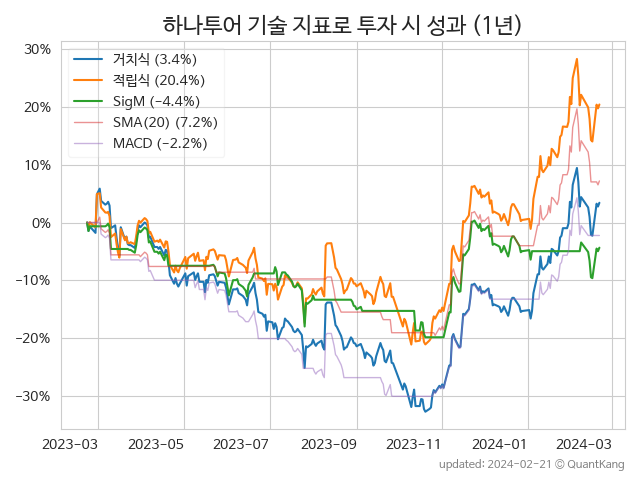 하나투어 기술 지표로 투자 시 성과 (1년)
30%
20%
10%
0%
−10%
−20%
−30%
거치식 (3.4%)
적립식 (20.4%)
SigM (−4.4%)
SMA(20) (7.2%)
MACD (−2.2%)
2023-03
2023-05
2023-07
2023-09
2023-11
2024-01
2024-03
updated: 2024-02-21 © QuantKang